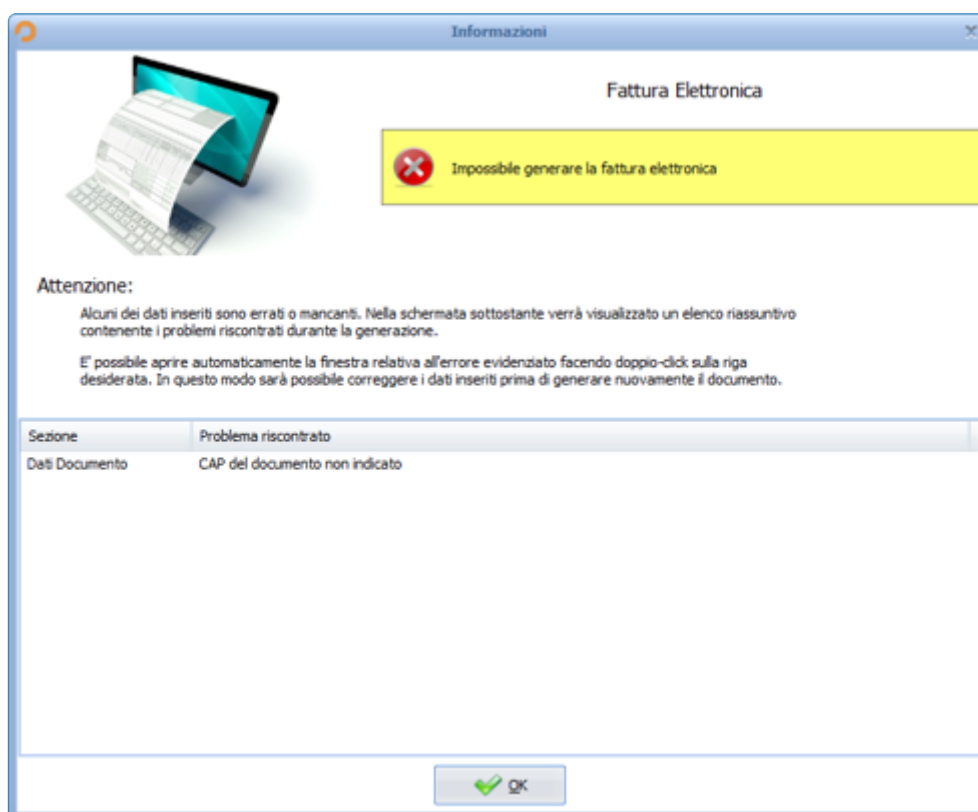 Informazioni
Fattura Elettronica
Impossibile generare la fattura elettronica
Attenzione:
Alcuni dei dati inseriti sono errati o mancanti. Nella schermata sottostante verrà visualizzato un elenco riassuntivo
contenente i problemi riscontrati durante la generazione.
E' possibile aprire automaticamente la finestra relativa all'errore evidenziato facendo doppio-click sulla riga
desiderata. In questo modo sarà possibile correggere i dati inseriti prima di generare nuovamente il documento.
Sezione Problema riscontrato
Dati Documento CAP del documento non indicato
OK